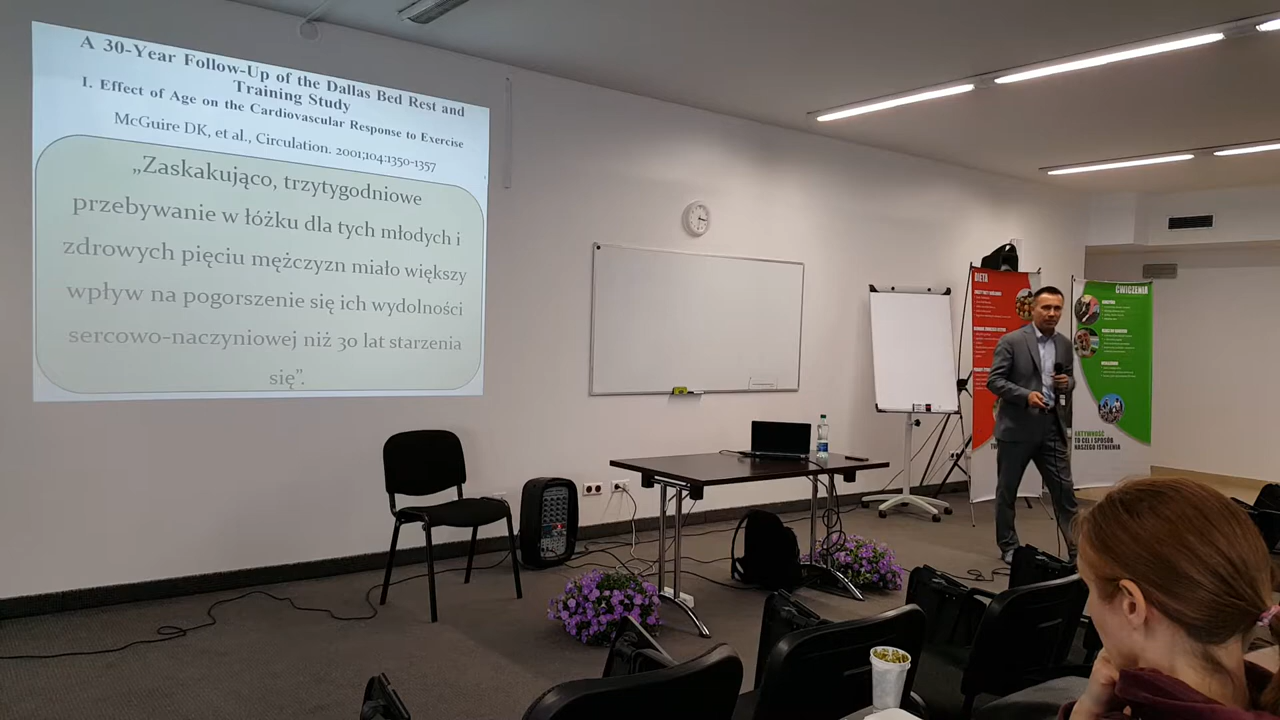 A 30-Year Follow-Up of the Dallas Bed Rest and
Training Study
I. Effect of Age on the Cardiovascular Response to Exercise
McGuire DK, et al., Circulation. 2001;104:1350-1357
„Zaskakująco, trzytygodniowe
przebywanie w łóżku dla tych młodych i
zdrowych pięciu mężczyzn miało większy
wpływ na pogorszenie się ich wydolności
sercowo-naczyniowej niż 30 lat starzenia
się”.
DIETA
ĆWICZENIA
AKTYWNOŚĆ
TO CEL I SPOSÓB
NASZEGO ISTNIENIA